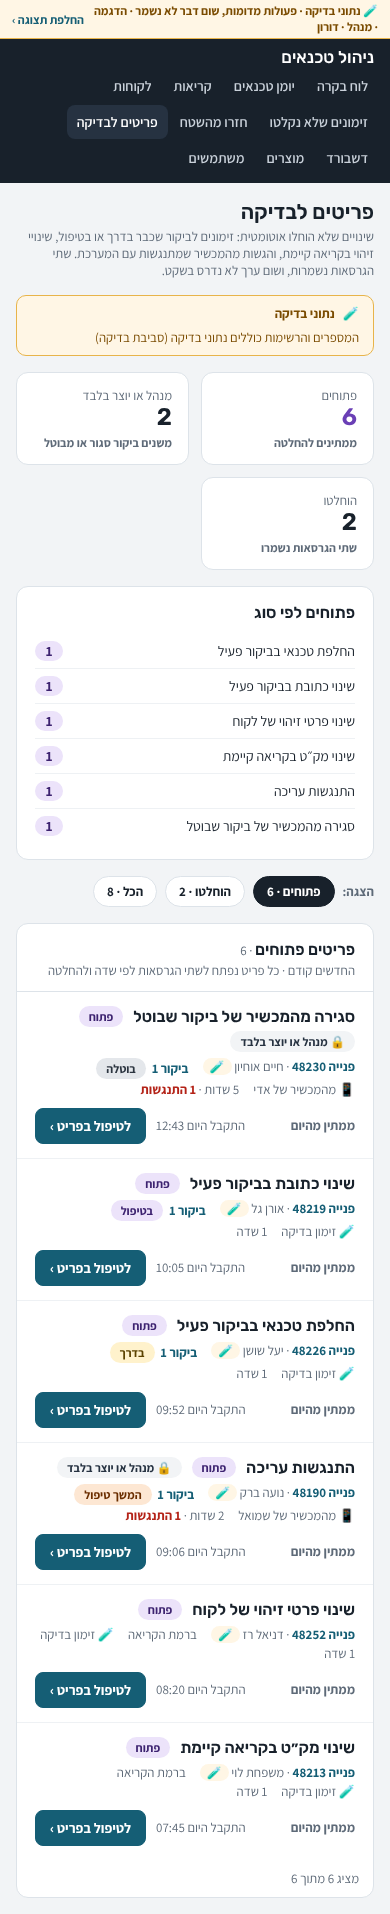 🧪 נתוני בדיקה · פעולות מדומות, שום דבר לא נשמר · הדגמה · מנהל · דורון
החלפת תצוגה ›
ניהול טכנאים
לוח בקרה יומן טכנאים קריאות לקוחות
זימונים שלא נקלטו חזרו מהשטח פריטים לבדיקה
דשבורד מוצרים משתמשים
פריטים לבדיקה
שינויים שלא הוחלו אוטומטית: זימונים לביקור שכבר בדרך או בטיפול, שינויי
זיהוי בקריאה קיימת, והגשות מהמכשיר שמתנגשות עם המערכת. שתי
הגרסאות נשמרות, ושום ערך לא נדרס בשקט.
🧪 נתוני בדיקה
המספרים והרשימות כוללים נתוני בדיקה (סביבת בדיקה)
פתוחים
6
ממתינים להחלטה
מנהל או יוצר בלבד
2
משנים ביקור סגור או מבוטל
הוחלטו
2
שתי הגרסאות נשמרו
פתוחים לפי סוג
החלפת טכנאי בביקור פעיל 1
שינוי כתובת בביקור פעיל 1
שינוי פרטי זיהוי של לקוח 1
שינוי מק״ט בקריאה קיימת 1
התנגשות עריכה 1
סגירה מהמכשיר של ביקור שבוטל 1
הצגה: פתוחים · 6 הוחלטו · 2 הכל · 8
פריטים פתוחים · 6
החדשים קודם · כל פריט נפתח לשתי הגרסאות לפי שדה ולהחלטה
סגירה מהמכשיר של ביקור שבוטל פתוח
🔒 מנהל או יוצר בלבד
פנייה 48230 · חיים אוחיון 🧪 ביקור 1 בוטלה
📱 מהמכשיר של אדי 5 שדות · 1 התנגשות
ממתין מהיום התקבל היום 12:43 לטיפול בפריט ›
שינוי כתובת בביקור פעיל פתוח
פנייה 48219 · אורן גל 🧪 ביקור 1 בטיפול
🧪 זימון בדיקה 1 שדה
ממתין מהיום התקבל היום 10:05 לטיפול בפריט ›
החלפת טכנאי בביקור פעיל פתוח
פנייה 48226 · יעל ששון 🧪 ביקור 1 בדרך
🧪 זימון בדיקה 1 שדה
ממתין מהיום התקבל היום 09:52 לטיפול בפריט ›
התנגשות עריכה פתוח 🔒 מנהל או יוצר בלבד
פנייה 48190 · נועה ברק 🧪 ביקור 1 המשך טיפול
📱 מהמכשיר של שמואל 2 שדות · 1 התנגשות
ממתין מהיום התקבל היום 09:06 לטיפול בפריט ›
שינוי פרטי זיהוי של לקוח פתוח
פנייה 48252 · דניאל רז 🧪 ברמת הקריאה 🧪 זימון בדיקה
1 שדה
ממתין מהיום התקבל היום 08:20 לטיפול בפריט ›
שינוי מק״ט בקריאה קיימת פתוח
פנייה 48213 · משפחת לוי 🧪 ברמת הקריאה
🧪 זימון בדיקה 1 שדה
ממתין מהיום התקבל היום 07:45 לטיפול בפריט ›
מציג 6 מתוך 6